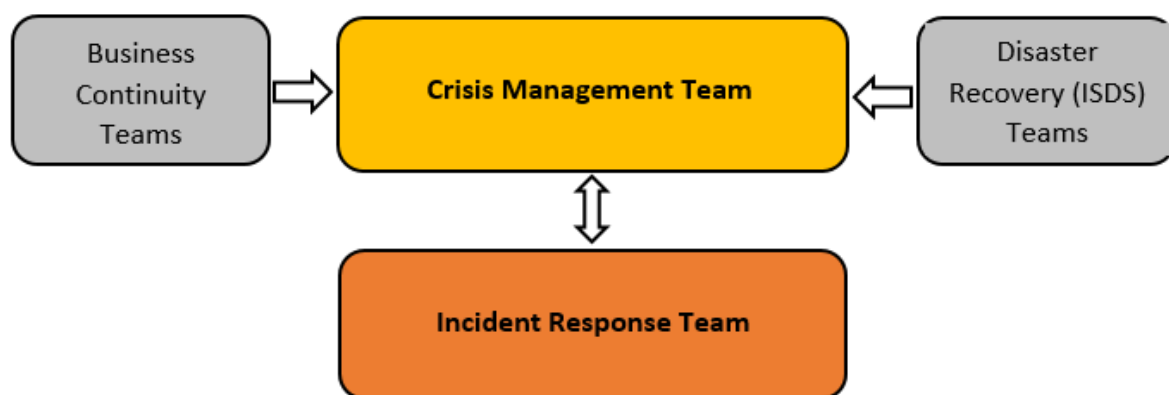 Business
Continuity
Teams
Crisis Management Team
Disaster
Recovery (ISDS)
Teams
Incident Response Team